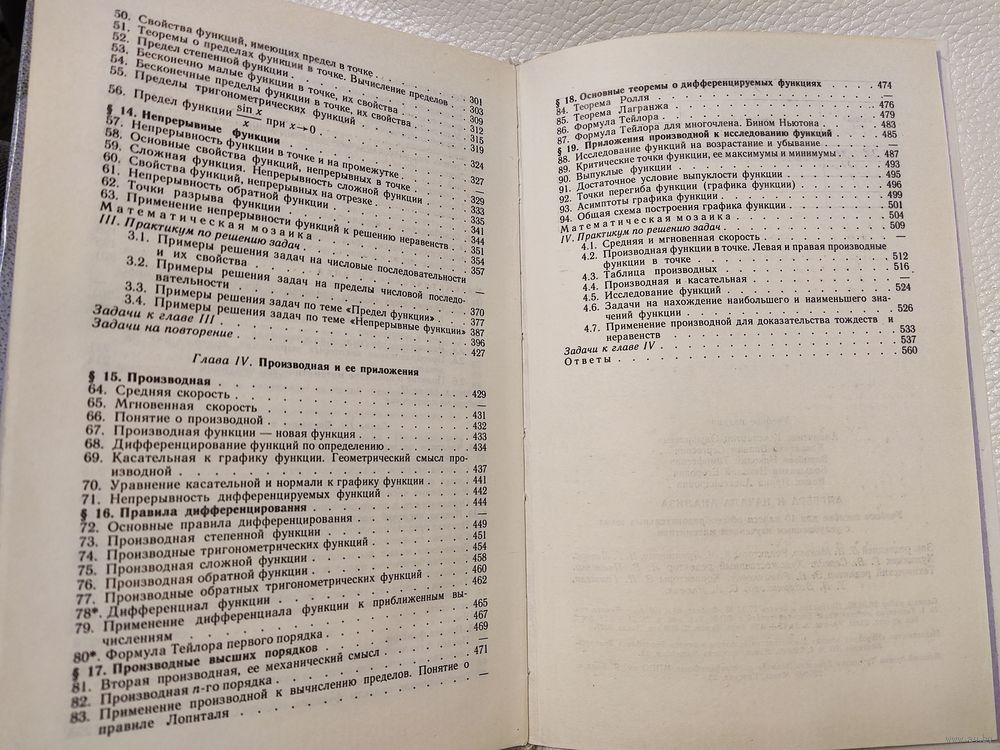 50. Свойства функций, имеющих предел в точке
51. Теоремы о пределах функции в точке. Вычисление пределов 301
52. Предел степенной функции 303
53. Бесконечно малые функции в точке, их свойства 309
54. Бесконечные пределы функции в точке, их свойства 312
55. Пределы тригонометрических функций 315
56. Предел функции sin x / x при x→0 319
§ 14. Непрерывные функции 324
57. Непрерывность функции в точке и на промежутке —
58. Основные свойства функций, непрерывных в точке 327
59. Сложная функция. Непрерывность сложной функции 329
60. Свойства функций, непрерывных на отрезке 333
61. Непрерывность обратной функции 335
62. Точки разрыва функции 341
63. Применение непрерывности функций к решению неравенств 344
Математическая мозаика 351
III. Практикум по решению задач 354
3.1. Примеры решения задач на числовые последовательности 357
и их свойства
3.2. Примеры решения задач на пределы числовой последо-
вательности 370
3.3. Примеры решения задач по теме «Предел функции» 377
3.4. Примеры решения задач по теме «Непрерывные функции» 387
Задачи к главе III 396
Задачи на повторение 427
Глава IV. Производная и ее приложения
§ 15. Производная 429
64. Средняя скорость —
65. Мгновенная скорость 431
66. Понятие о производной 432
67. Производная функции — новая функция 433
68. Дифференцирование функций по определению 434
69. Касательная к графику функции. Геометрический смысл про-
изводной 437
70. Уравнение касательной и нормали к графику функции 441
71. Непрерывность дифференцируемых функций 442
§ 16. Правила дифференцирования 444
72. Основные правила дифференцирования —
73. Производная степенной функции 449
74. Производные тригонометрических функций 451
75. Производная сложной функции 454
76. Производная обратной функции 458
77. Производные обратных тригонометрических функций 460
78*. Дифференциал функции 462
79. Применение дифференциала функции к приближенным вы-
числениям 465
80*. Формула Тейлора первого порядка 467
§ 17. Производные высших порядков 469
81. Вторая производная, ее механический смысл —
82. Производная n-го порядка 471
83. Применение производной к вычислению пределов. Понятие о
правиле Лопиталя
§ 18. Основные теоремы о дифференцируемых функциях 474
84. Теорема Ролля —
85. Теорема Лагранжа 476
86. Формула Тейлора 479
87. Формула Тейлора для многочлена. Бином Ньютона 483
§ 19. Приложения производной к исследованию функций 485
88. Исследование функций на возрастание и убывание —
89. Критические точки функции, ее максимумы и минимумы 487
90. Выпуклые функции 493
91. Достаточное условие выпуклости функции 495
92. Точки перегиба функции (графика функции) 496
93. Асимптоты графика функции 499
94. Общая схема построения графика функции 501
Математическая мозаика 504
IV. Практикум по решению задач 509
4.1. Средняя и мгновенная скорость —
4.2. Производная функции в точке. Левая и правая производные
функции в точке 512
4.3. Таблица производных 516
4.4. Производная и касательная —
4.5. Исследование функций 524
4.6. Задачи на нахождение наибольшего и наименьшего зна-
чений функции 526
4.7. Применение производной для доказательства тождеств и
неравенств 533
Задачи к главе IV 537
Ответы 560